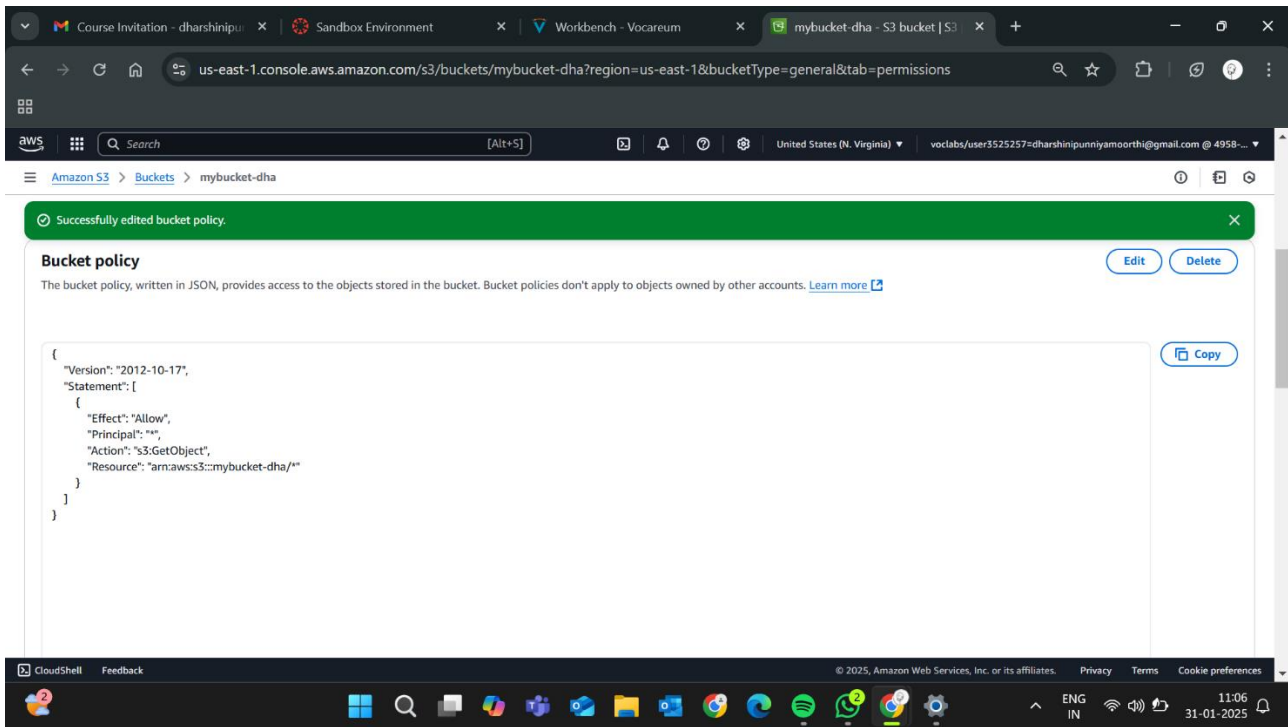 Course Invitation - dharshinipu
Sandbox Environment
Workbench - Vocareum
mybucket-dha - S3 bucket | S3
us-east-1.console.aws.amazon.com/s3/buckets/mybucket-dha?region=us-east-1&bucketType=general&tab=permissions
aws
Search
[Alt+S]
United States (N. Virginia)
voclabs/user3525257=dharshinipunniyamoorthi@gmail.com @ 4958-...
Amazon S3 > Buckets > mybucket-dha
Successfully edited bucket policy.
Bucket policy
Edit
Delete
The bucket policy, written in JSON, provides access to the objects stored in the bucket. Bucket policies don't apply to objects owned by other accounts. Learn more
Copy
{
"Version": "2012-10-17",
"Statement": [
{
"Effect": "Allow",
"Principal": "*",
"Action": "s3:GetObject",
"Resource": "arn:aws:s3:::mybucket-dha/*"
}
]
}
CloudShell Feedback
© 2025, Amazon Web Services, Inc. or its affiliates. Privacy Terms Cookie preferences
2
2
ENG
IN
11:06
31-01-2025